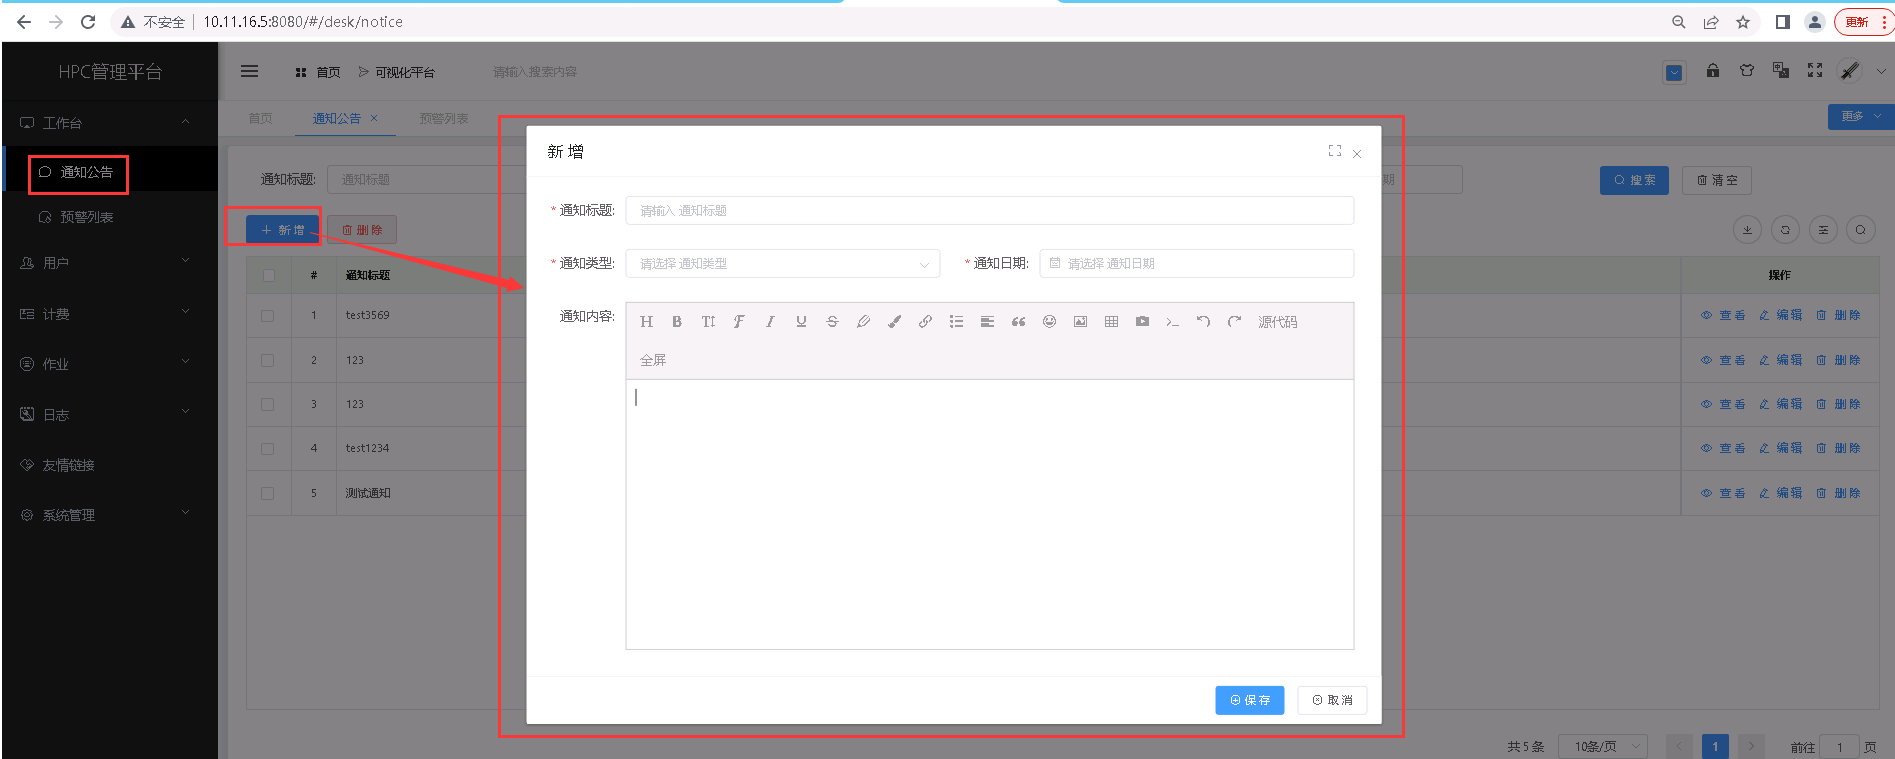 不安全 10.11.16.5:8080/#/desk/notice 更新
HPC管理平台
首页 可视化平台 请输入搜索内容
工作台
通知公告
预警列表
用户
计费
作业
日志
友情链接
系统管理
首页 通知公告 × 预警列表 更多
通知标题: 通知标题 期 搜索 清空
+ 新增 删除
# 通知标题 操作
1 test3569 查看 编辑 删除
2 123 查看 编辑 删除
3 123 查看 编辑 删除
4 test1234 查看 编辑 删除
5 测试通知 查看 编辑 删除
新增
* 通知标题: 请输入 通知标题
* 通知类型: 请选择 通知类型 * 通知日期: 请选择 通知日期
通知内容: 源代码
全屏
保存 取消
共 5 条 10条/页 1 前往 1 页